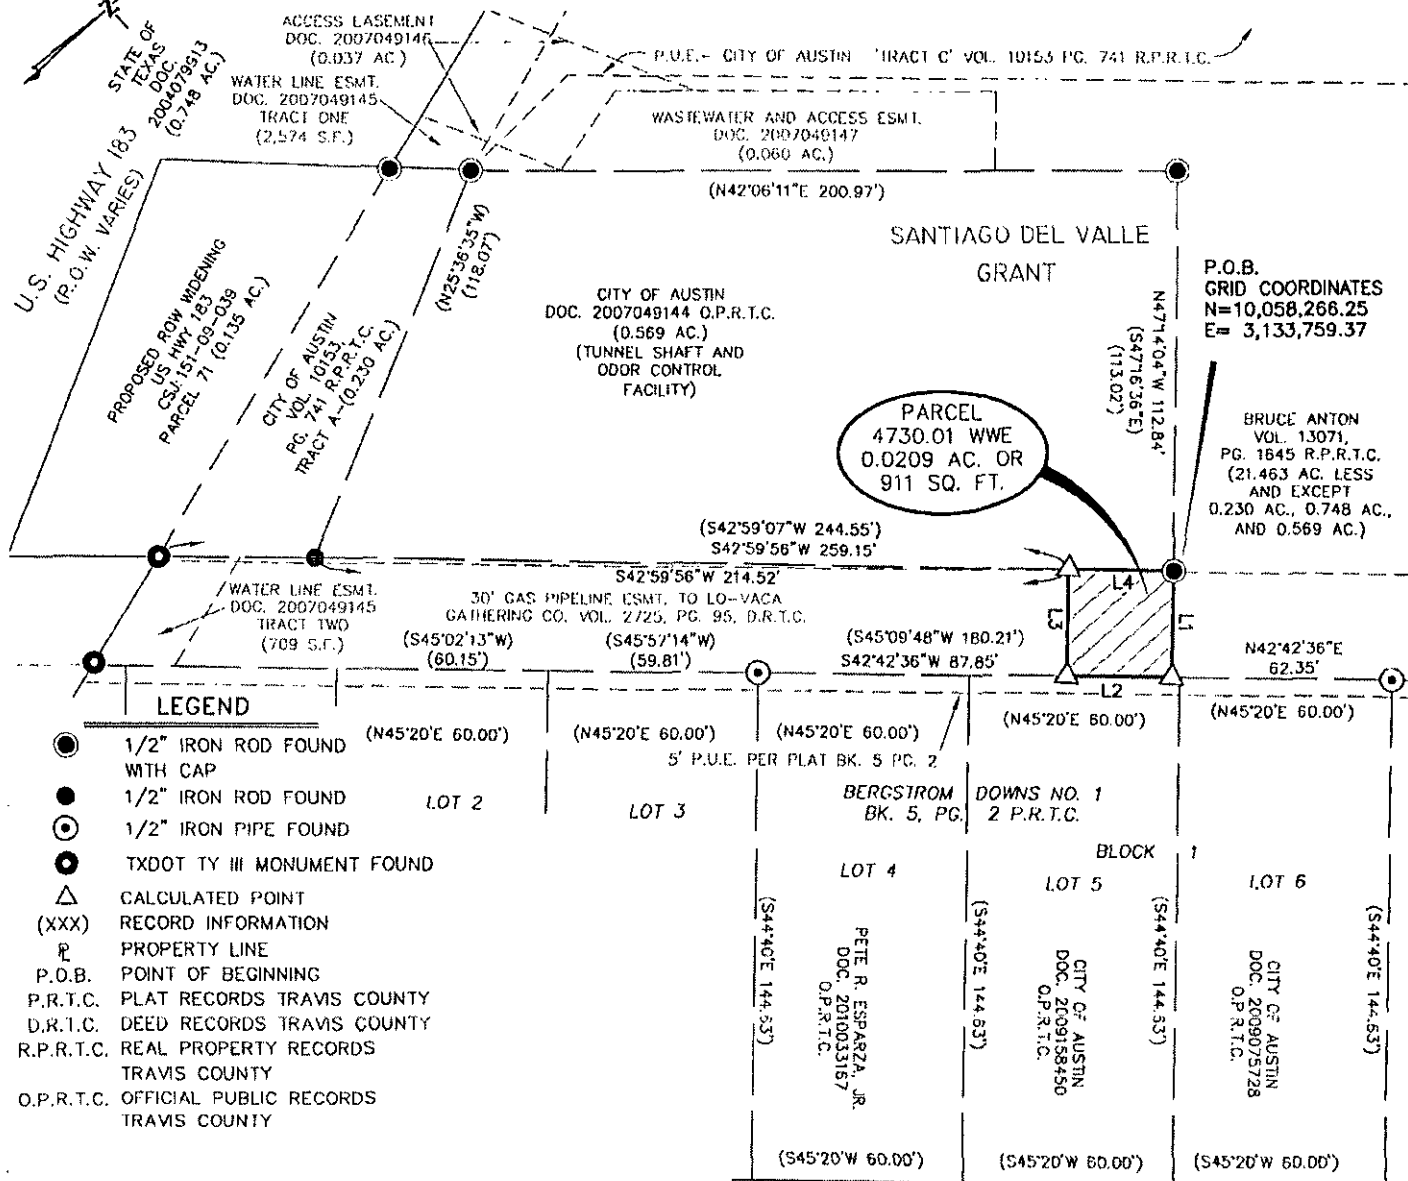 STATE OF
TEXAS
DOC.
2004079913
(0.748 AC.)
U.S. HIGHWAY 183
(P.O.W. VARIES)
ACCESS LASEMENT
DOC. 2007049146
(0.037 AC )
WATER LINE ESMT.
DOC. 2007049145
TRACT ONE
(2,574 S.F.)
P.U.E.- CITY OF AUSTIN 'TRACT C' VOL. 10153 PG. 741 R.P.R.T.C.
WASTEWATER AND ACCESS ESMT.
DOC. 2007049147
(0.060 AC.)
(N42°06'11"E 200.97')
SANTIAGO DEL VALLE
GRANT
P.O.B.
GRID COORDINATES
N=10,058,266.25
E= 3,133,759.37
N47°14'04"W 112.84'
(S47°16'36"E)
(113.02')
(N25°36'35"W)
(118.07')
CITY OF AUSTIN
DOC. 2007049144 O.P.R.T.C.
(0.569 AC.)
(TUNNEL SHAFT AND
ODOR CONTROL
FACILITY)
PROPOSED ROW WIDENING
US HWY 183
CSJ:151-09-039
PARCEL 71 (0.135 AC.)
CITY OF AUSTIN
VOL. 10153,
PG. 741 R.P.R.T.C.
TRACT A-(0.230 AC.)
PARCEL
4730.01 WWE
0.0209 AC. OR
911 SQ. FT.
BRUCE ANTON
VOL. 13071,
PG. 1645 R.P.R.T.C.
(21.463 AC. LESS
AND EXCEPT
0.230 AC., 0.748 AC.,
AND 0.569 AC.)
(S42°59'07"W 244.55')
S42°59'56"W 259.15'
S42°59'56"W 214.52'
L4
L3
L1
L2
WATER LINE ESMT.
DOC. 2007049145
TRACT TWO
(709 S.F.)
30' GAS PIPELINE ESMT. TO LO-VACA
GATHERING CO. VOL. 2725, PG. 95, D.R.T.C.
(S45°02'13"W)
(60.15')
(S45°57'14"W)
(59.81')
(S45°09'48"W 180.21')
S42°42'36"W 87.85'
N42°42'36"E
62.35'
(N45°20'E 60.00')
(N45°20'E 60.00')
(N45°20'E 60.00')
(N45°20'E 60.00')
(N45°20'E 60.00')
5' P.U.E. PER PLAT BK. 5 PG. 2
LEGEND
1/2" IRON ROD FOUND
WITH CAP
1/2" IRON ROD FOUND
1/2" IRON PIPE FOUND
TXDOT TY III MONUMENT FOUND
CALCULATED POINT
(XXX) RECORD INFORMATION
PROPERTY LINE
P.O.B. POINT OF BEGINNING
P.R.T.C. PLAT RECORDS TRAVIS COUNTY
D.R.T.C. DEED RECORDS TRAVIS COUNTY
R.P.R.T.C. REAL PROPERTY RECORDS
TRAVIS COUNTY
O.P.R.T.C. OFFICIAL PUBLIC RECORDS
TRAVIS COUNTY
LOT 2
LOT 3
BERGSTROM DOWNS NO. 1
BK. 5, PG. 2 P.R.T.C.
BLOCK 1
LOT 4
LOT 5
LOT 6
(S44°40'E 144.53')
PETE R. ESPARZA, JR.
DOC. 2010033167
O.P.R.T.C.
(S44°40'E 144.53')
CITY OF AUSTIN
DOC. 2009158450
O.P.R.T.C.
(S44°40'E 144.53')
CITY OF AUSTIN
DOC. 2009075728
O.P.R.T.C.
(S44°40'E 144.53')
(S45°20'W 60.00')
(S45°20'W 60.00')
(S45°20'W 60.00')